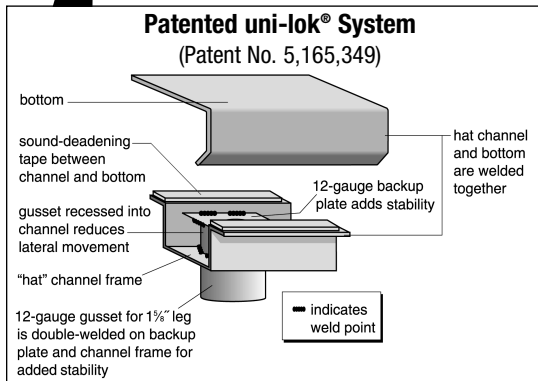 Patented uni-lok® System
(Patent No. 5,165,349)
bottom
sound-deadening
tape between
channel and bottom
gusset recessed into
channel reduces
lateral movement
“hat” channel frame
12-gauge gusset for 1⅝″ leg
is double-welded on backup
plate and channel frame for
added stability
12-gauge backup
plate adds stability
hat channel
and bottom
are welded
together
indicates
weld point